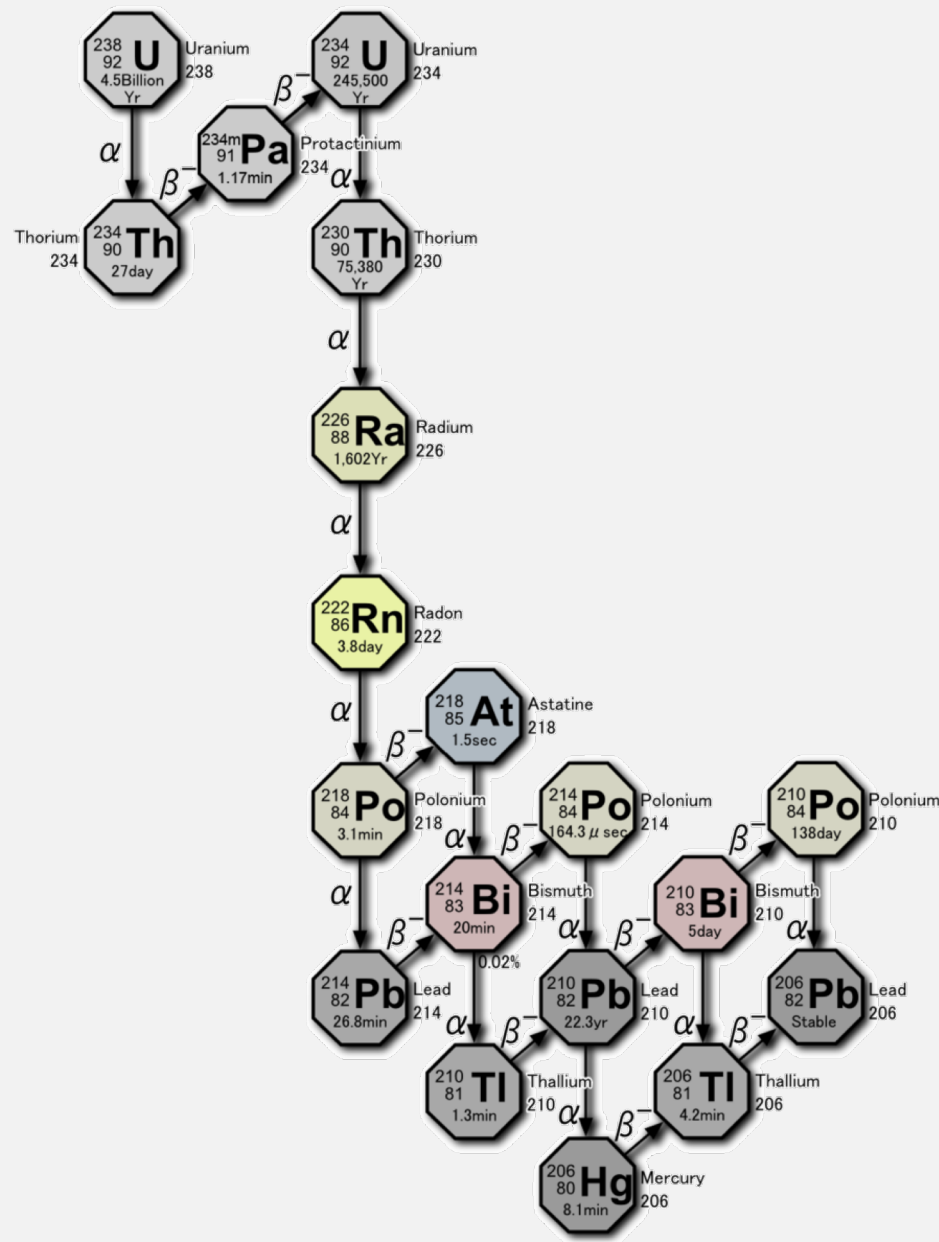 238
92 U
4.5Billion
Yr
Uranium
238
234
92 U
245,500
Yr
Uranium
234
β⁻
234m
91 Pa
1.17min
Protactinium
234
α
β⁻
α
Thorium
234
234
90 Th
27day
230
90 Th
75,380
Yr
Thorium
230
α
226
88 Ra
1,602Yr
Radium
226
α
222
86 Rn
3.8day
Radon
222
α
218
85 At
1.5sec
Astatine
218
β⁻
218
84 Po
3.1min
Polonium
218
214
84 Po
164.3 μ sec
Polonium
214
210
84 Po
138day
Polonium
210
α
β⁻
β⁻
α
214
83 Bi
20min
Bismuth
214
210
83 Bi
5day
Bismuth
210
β⁻
α
β⁻
α
0.02%
214
82 Pb
26.8min
Lead
214
210
82 Pb
22.3yr
Lead
210
206
82 Pb
Stable
Lead
206
α
β⁻
α
β⁻
210
81 Tl
1.3min
Thallium
210
206
81 Tl
4.2min
Thallium
206
α
β⁻
206
80 Hg
8.1min
Mercury
206